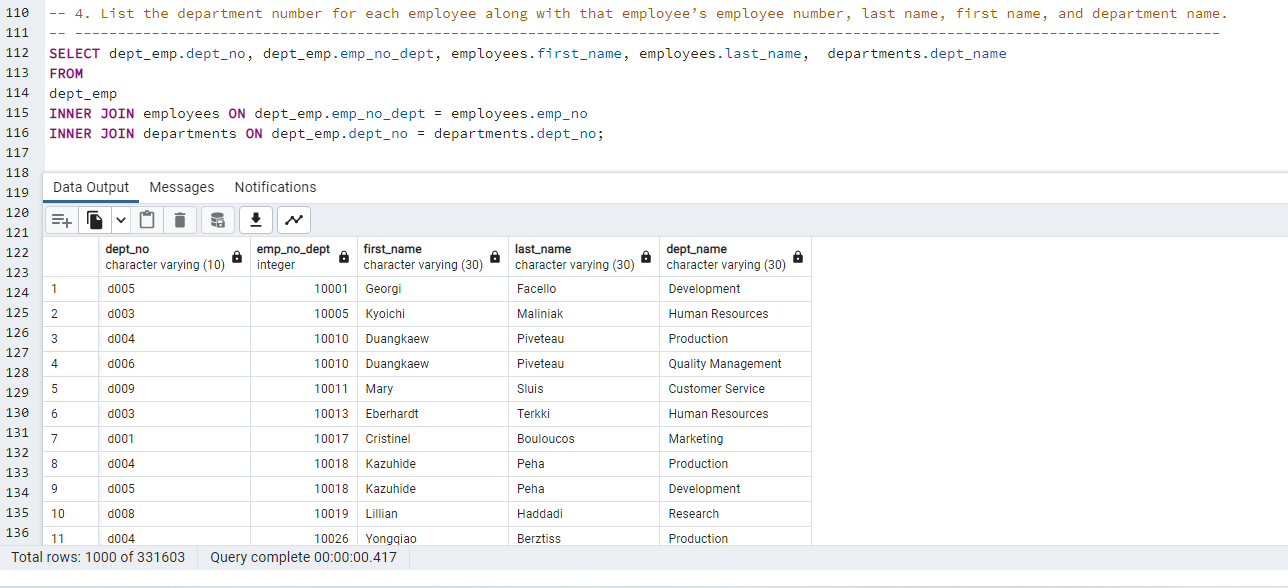 110 -- 4. List the department number for each employee along with that employee’s employee number, last name, first name, and department name.
111 -- ---------------------------------------------------------------------------------------------------------------------------------------
112 SELECT dept_emp.dept_no, dept_emp.emp_no_dept, employees.first_name, employees.last_name,  departments.dept_name
113 FROM
114 dept_emp
115 INNER JOIN employees ON dept_emp.emp_no_dept = employees.emp_no
116 INNER JOIN departments ON dept_emp.dept_no = departments.dept_no;
117
118
119
120
121
122
123
124
125
126
127
128
129
130
131
132
133
134
135
136
Data Output Messages Notifications
dept_no emp_no_dept first_name last_name dept_name
character varying (10) integer character varying (30) character varying (30) character varying (30)
1 d005 10001 Georgi Facello Development
2 d003 10005 Kyoichi Maliniak Human Resources
3 d004 10010 Duangkaew Piveteau Production
4 d006 10010 Duangkaew Piveteau Quality Management
5 d009 10011 Mary Sluis Customer Service
6 d003 10013 Eberhardt Terkki Human Resources
7 d001 10017 Cristinel Bouloucos Marketing
8 d004 10018 Kazuhide Peha Production
9 d005 10018 Kazuhide Peha Development
10 d008 10019 Lillian Haddadi Research
11 d004 10026 Yongqiao Berztiss Production
Total rows: 1000 of 331603 Query complete 00:00:00.417